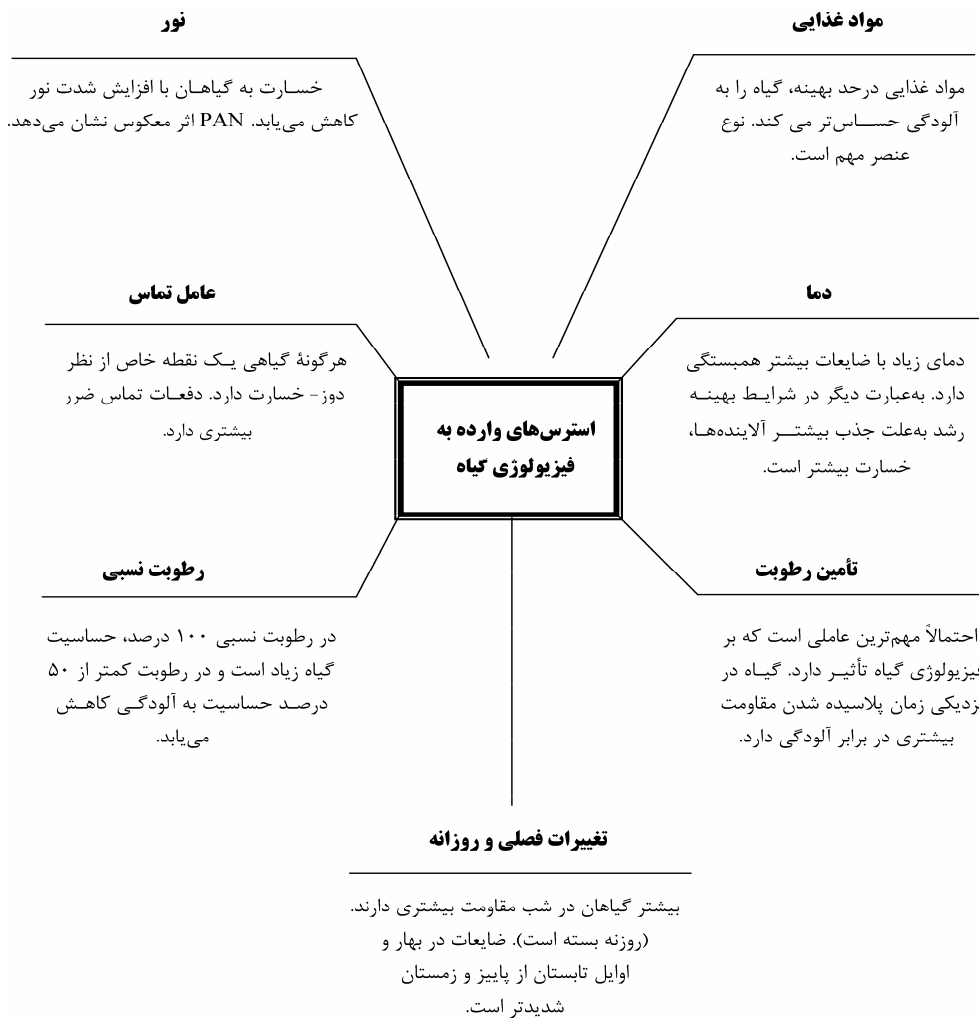 مواد غذایی
مواد غذایی درحد بهینه، گیاه را به
آلودگی حساس‌تر می کند. نوع
عنصر مهم است.
نور
خسارت به گیاهان با افزایش شدت نور
کاهش می‌یابد. PAN اثر معکوس نشان می‌دهد.
دما
دمای زیاد با ضایعات بیشتر همبستگی
دارد. به‌عبارت دیگر در شرایط بهینه
رشد به‌علت جذب بیشتر آلاینده‌ها،
خسارت بیشتر است.
عامل تماس
هرگونهٔ گیاهی یک نقطه خاص از نظر
دوز- خسارت دارد. دفعات تماس ضرر
بیشتری دارد.
استرس‌های وارده به
فیزیولوژی گیاه
تأمین رطوبت
احتمالاً مهم‌ترین عاملی است که بر
فیزیولوژی گیاه تأثیر دارد. گیاه در
نزدیکی زمان پلاسیده شدن مقاومت
بیشتری در برابر آلودگی دارد.
رطوبت نسبی
در رطوبت نسبی ۱۰۰ درصد، حساسیت
گیاه زیاد است و در رطوبت کمتر از ۵۰
درصد حساسیت به آلودگی کاهش
می‌یابد.
تغییرات فصلی و روزانه
بیشتر گیاهان در شب مقاومت بیشتری دارند.
(روزنه بسته است). ضایعات در بهار و
اوایل تابستان از پاییز و زمستان
شدیدتر است.